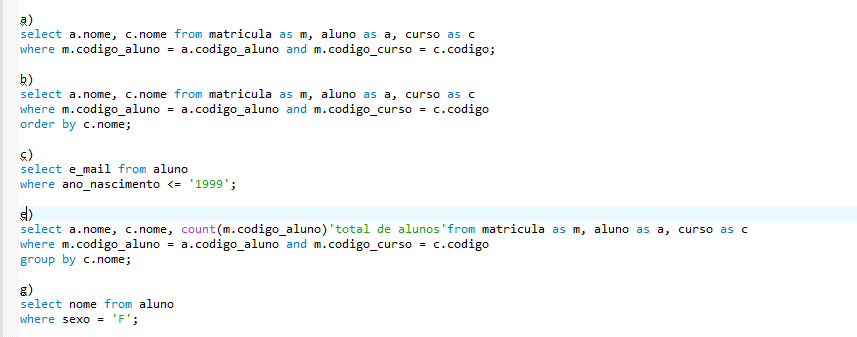 a)
select a.nome, c.nome from matricula as m, aluno as a, curso as c
where m.codigo_aluno = a.codigo_aluno and m.codigo_curso = c.codigo;
b)
select a.nome, c.nome from matricula as m, aluno as a, curso as c
where m.codigo_aluno = a.codigo_aluno and m.codigo_curso = c.codigo
order by c.nome;
c)
select e_mail from aluno
where ano_nascimento <= '1999';
e)
select a.nome, c.nome, count(m.codigo_aluno)'total de alunos'from matricula as m, aluno as a, curso as c
where m.codigo_aluno = a.codigo_aluno and m.codigo_curso = c.codigo
group by c.nome;
g)
select nome from aluno
where sexo = 'F';